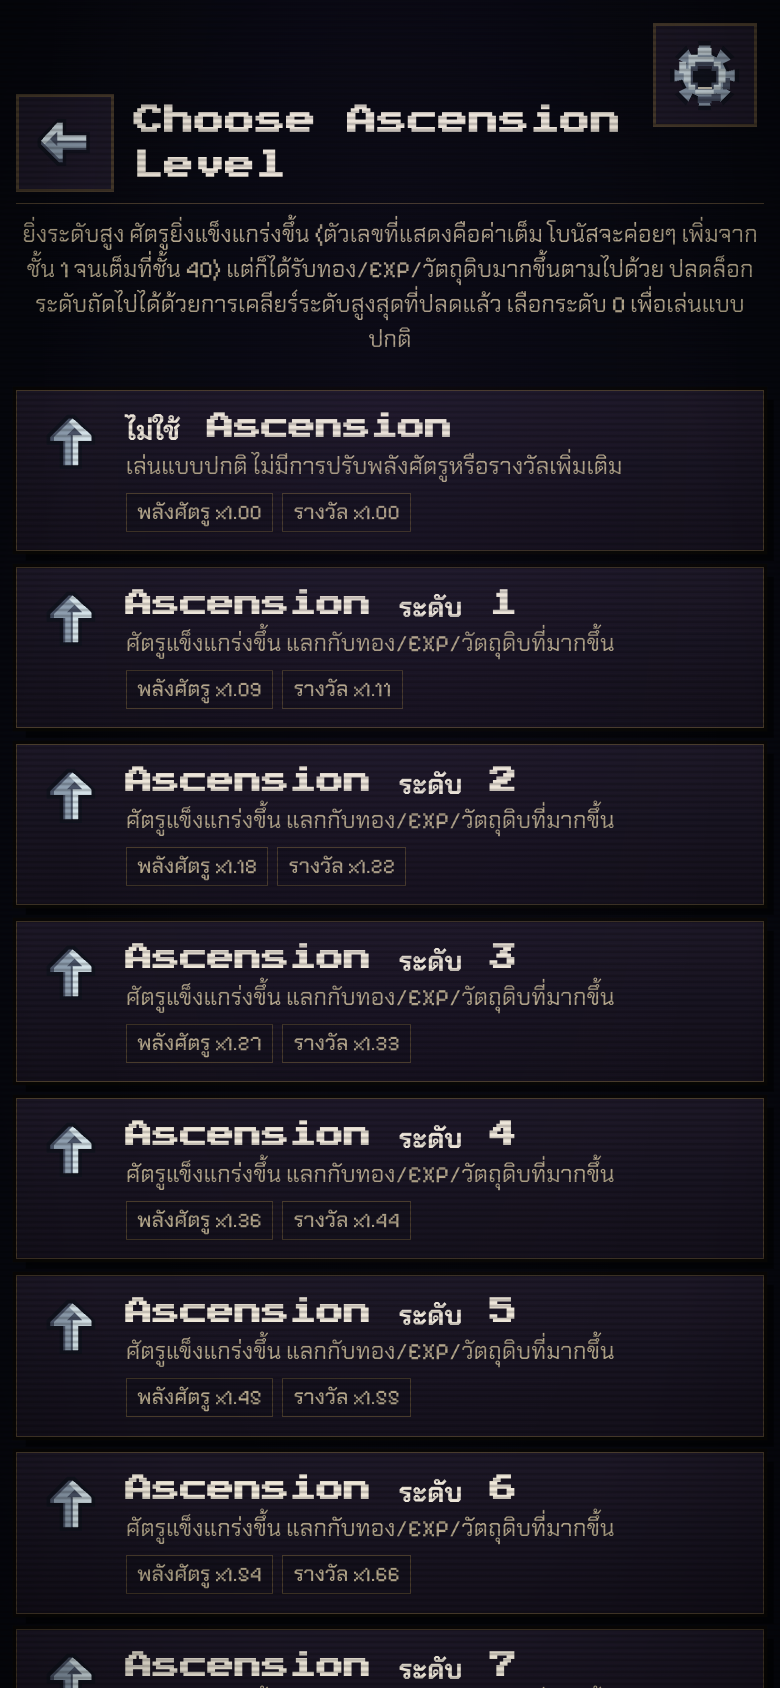 Choose Ascension
Level
ยิ่งระดับสูง ศัตรูยิ่งแข็งแกร่งขึ้น (ตัวเลขที่แสดงคือค่าเต็ม โบนัสจะค่อยๆ เพิ่มจาก
ชั้น 1 จนเต็มที่ชั้น 40) แต่ก็ได้รับทอง/EXP/วัตถุดิบมากขึ้นตามไปด้วย ปลดล็อก
ระดับถัดไปได้ด้วยการเคลียร์ระดับสูงสุดที่ปลดแล้ว เลือกระดับ 0 เพื่อเล่นแบบ
ปกติ
ไม่ใช้ Ascension
เล่นแบบปกติ ไม่มีการปรับพลังศัตรูหรือรางวัลเพิ่มเติม
พลังศัตรู x1.00 รางวัล x1.00
Ascension ระดับ 1
ศัตรูแข็งแกร่งขึ้น แลกกับทอง/EXP/วัตถุดิบที่มากขึ้น
พลังศัตรู x1.09 รางวัล x1.11
Ascension ระดับ 2
ศัตรูแข็งแกร่งขึ้น แลกกับทอง/EXP/วัตถุดิบที่มากขึ้น
พลังศัตรู x1.18 รางวัล x1.22
Ascension ระดับ 3
ศัตรูแข็งแกร่งขึ้น แลกกับทอง/EXP/วัตถุดิบที่มากขึ้น
พลังศัตรู x1.27 รางวัล x1.33
Ascension ระดับ 4
ศัตรูแข็งแกร่งขึ้น แลกกับทอง/EXP/วัตถุดิบที่มากขึ้น
พลังศัตรู x1.36 รางวัล x1.44
Ascension ระดับ 5
ศัตรูแข็งแกร่งขึ้น แลกกับทอง/EXP/วัตถุดิบที่มากขึ้น
พลังศัตรู x1.45 รางวัล x1.55
Ascension ระดับ 6
ศัตรูแข็งแกร่งขึ้น แลกกับทอง/EXP/วัตถุดิบที่มากขึ้น
พลังศัตรู x1.54 รางวัล x1.66
Ascension ระดับ 7